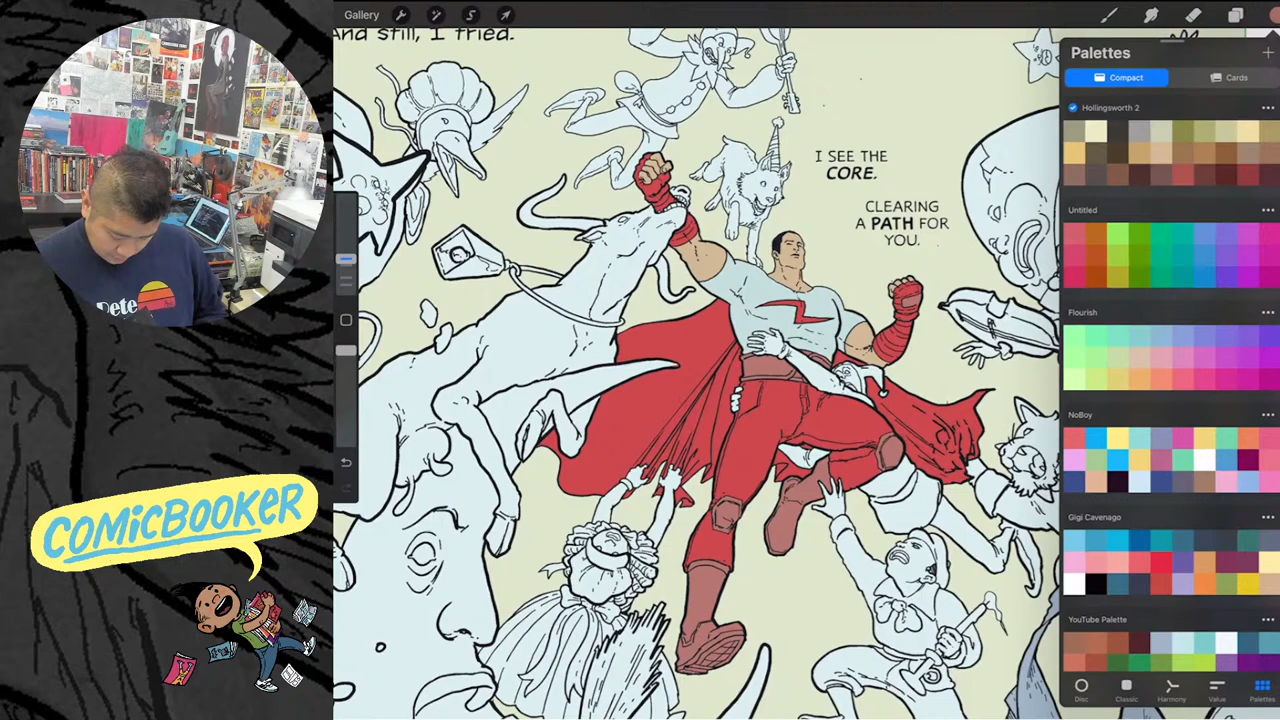 Gallery
And still, I tried.
I SEE THE
CORE.
CLEARING
A PATH FOR
YOU.
Palettes
Compact
Cards
Hollingsworth 2
Untitled
Flourish
NoBoy
Gigi Cavenago
YouTube Palette
Disc
Classic
Harmony
Value
Palettes
Pete
COMiCBOOKER